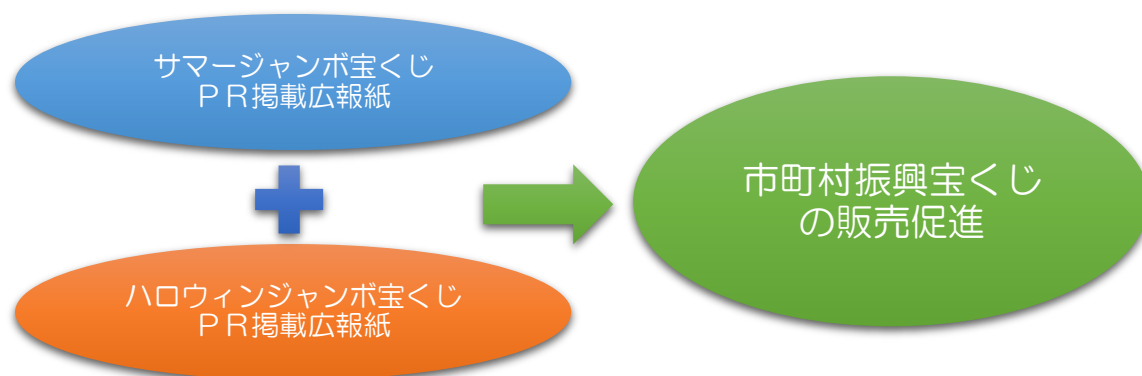 サマージャンボ宝くじ
ＰＲ掲載広報紙
ハロウィンジャンボ宝くじ
ＰＲ掲載広報紙
市町村振興宝くじ
の販売促進